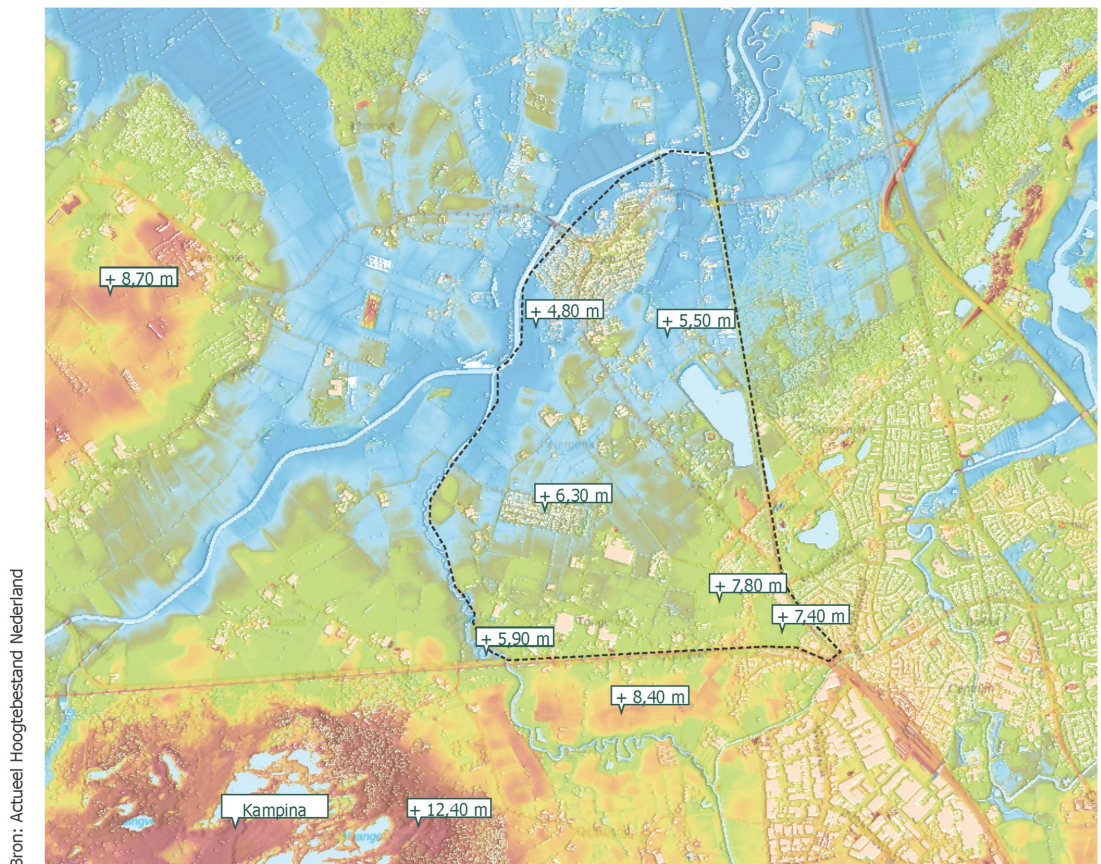 + 8,70 m
+ 4,80 m
+ 5,50 m
+ 6,30 m
+ 7,80 m
+ 7,40 m
+ 5,90 m
+ 8,40 m
Kampina
+ 12,40 m
Bron: Actueel Hoogtebestand Nederland